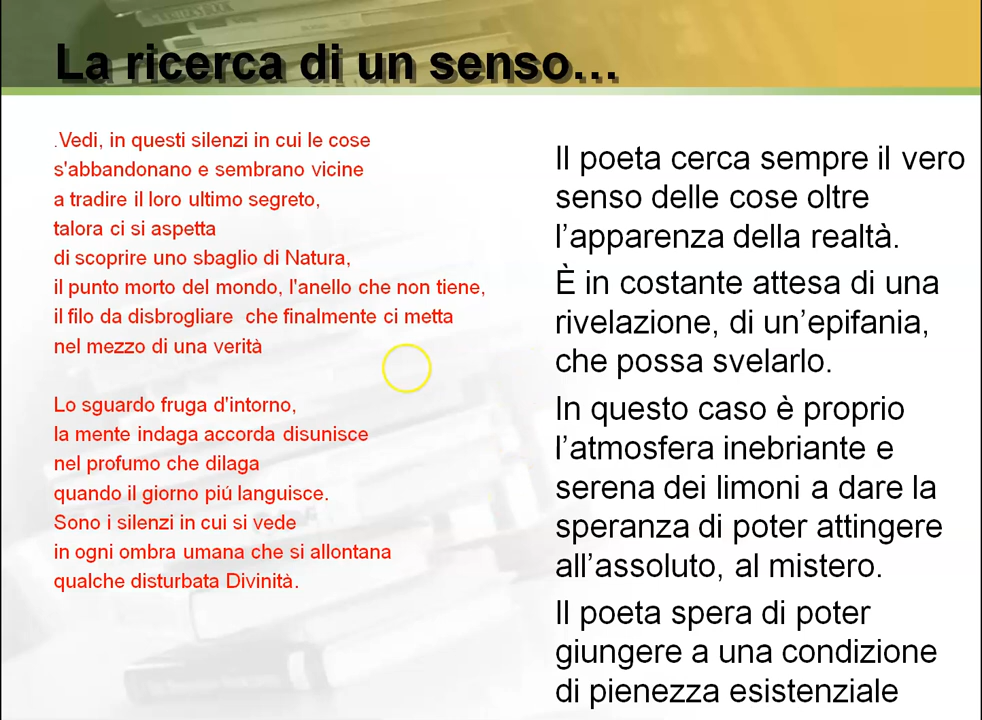 La ricerca di un senso...
.Vedi, in questi silenzi in cui le cose
s'abbandonano e sembrano vicine
a tradire il loro ultimo segreto,
talora ci si aspetta
di scoprire uno sbaglio di Natura,
il punto morto del mondo, l'anello che non tiene,
il filo da disbrogliare che finalmente ci metta
nel mezzo di una verità
Lo sguardo fruga d'intorno,
la mente indaga accorda disunisce
nel profumo che dilaga
quando il giorno piú languisce.
Sono i silenzi in cui si vede
in ogni ombra umana che si allontana
qualche disturbata Divinità.
Il poeta cerca sempre il vero
senso delle cose oltre
l’apparenza della realtà.
È in costante attesa di una
rivelazione, di un’epifania,
che possa svelarlo.
In questo caso è proprio
l’atmosfera inebriante e
serena dei limoni a dare la
speranza di poter attingere
all’assoluto, al mistero.
Il poeta spera di poter
giungere a una condizione
di pienezza esistenziale